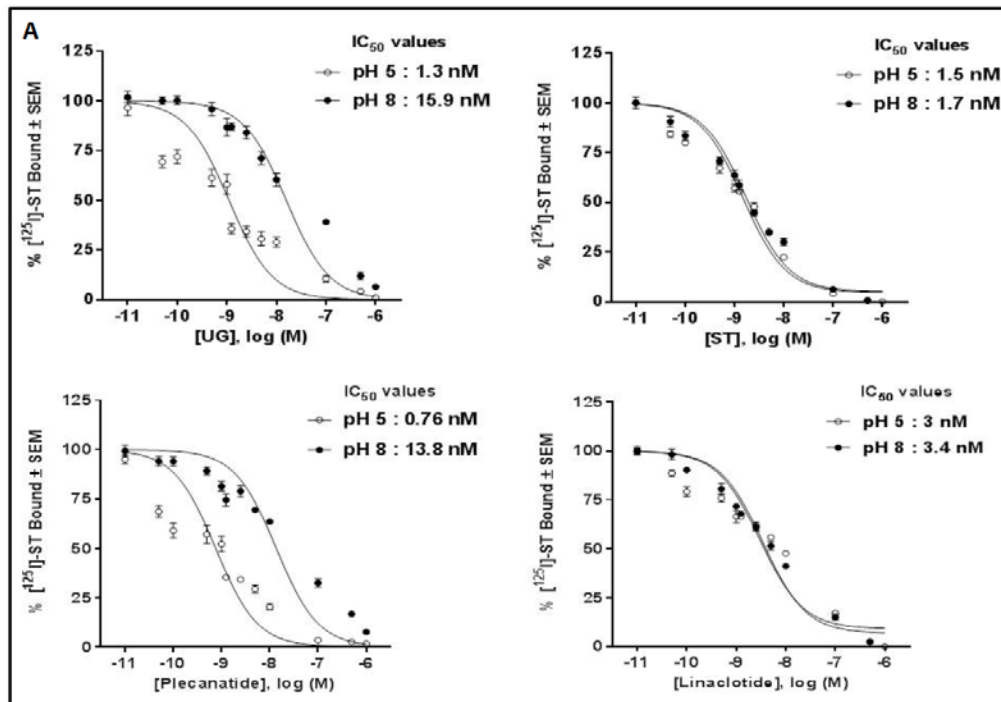 A
IC50 values
pH 5 : 1.3 nM
pH 8 : 15.9 nM
% [125I]-ST Bound ± SEM
125
100
75
50
25
0
-11 -10 -9 -8 -7 -6
[UG], log (M)
IC50 values
pH 5 : 1.5 nM
pH 8 : 1.7 nM
% [125I]-ST Bound ± SEM
125
100
75
50
25
0
-11 -10 -9 -8 -7 -6
[ST], log (M)
IC50 values
pH 5 : 0.76 nM
pH 8 : 13.8 nM
% [125I]-ST Bound ± SEM
125
100
75
50
25
0
-11 -10 -9 -8 -7 -6
[Plecanatide], log (M)
IC50 values
pH 5 : 3 nM
pH 8 : 3.4 nM
% [125I]-ST Bound ± SEM
125
100
75
50
25
0
-11 -10 -9 -8 -7 -6
[Linaclotide], log (M)